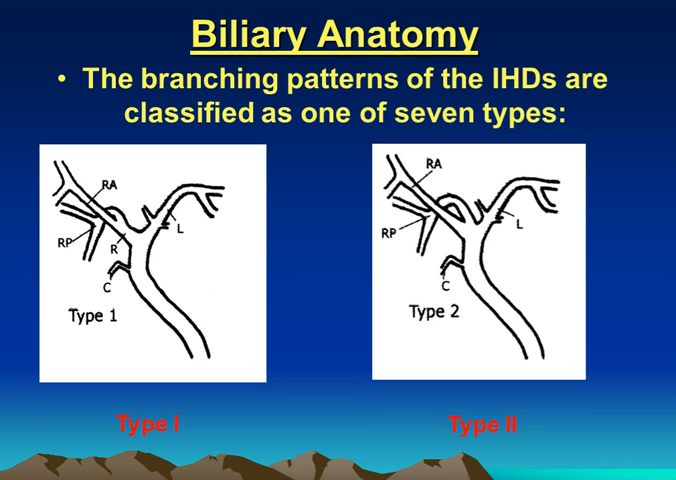 Biliary Anatomy
• The branching patterns of the IHDs are
classified as one of seven types:
RA
L
RP
R
C
Type 1
RA
L
RP
C
Type 2
Type I
Type II